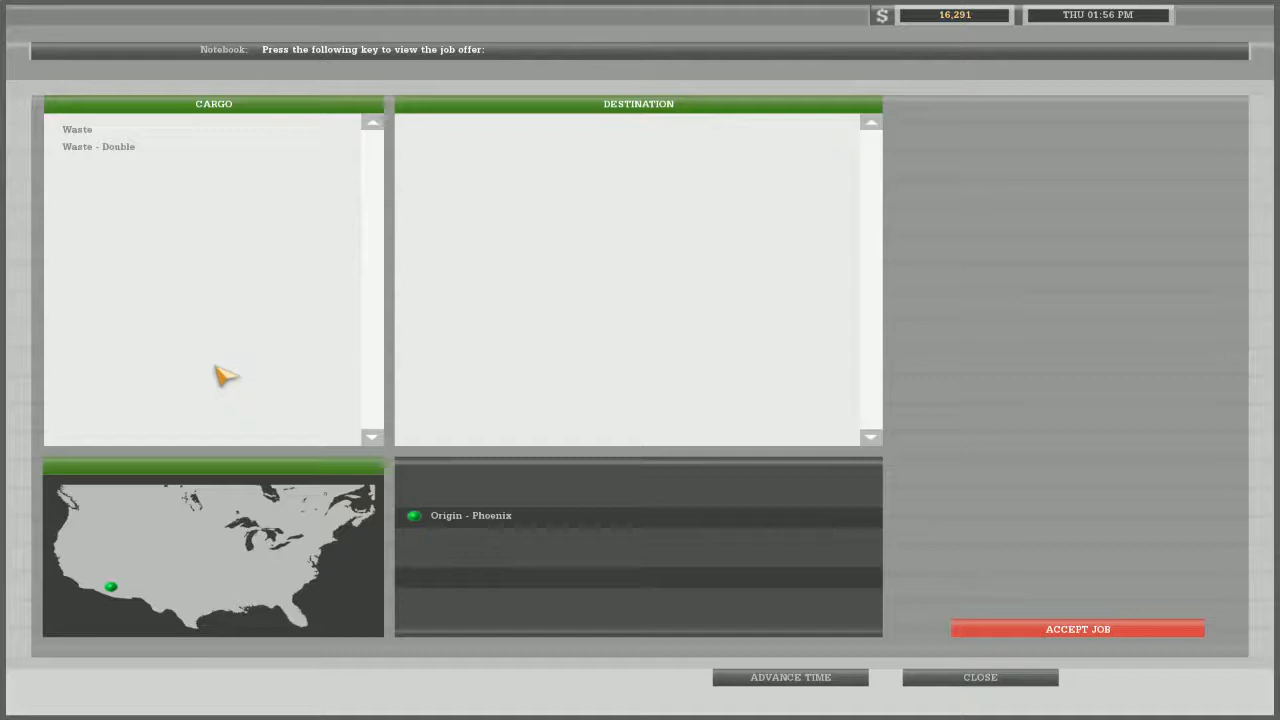 $ 16,291 THU 01:56 PM
Notebook: Press the following key to view the job offer:
CARGO DESTINATION
Waste
Waste - Double
Origin - Phoenix
ACCEPT JOB
ADVANCE TIME CLOSE